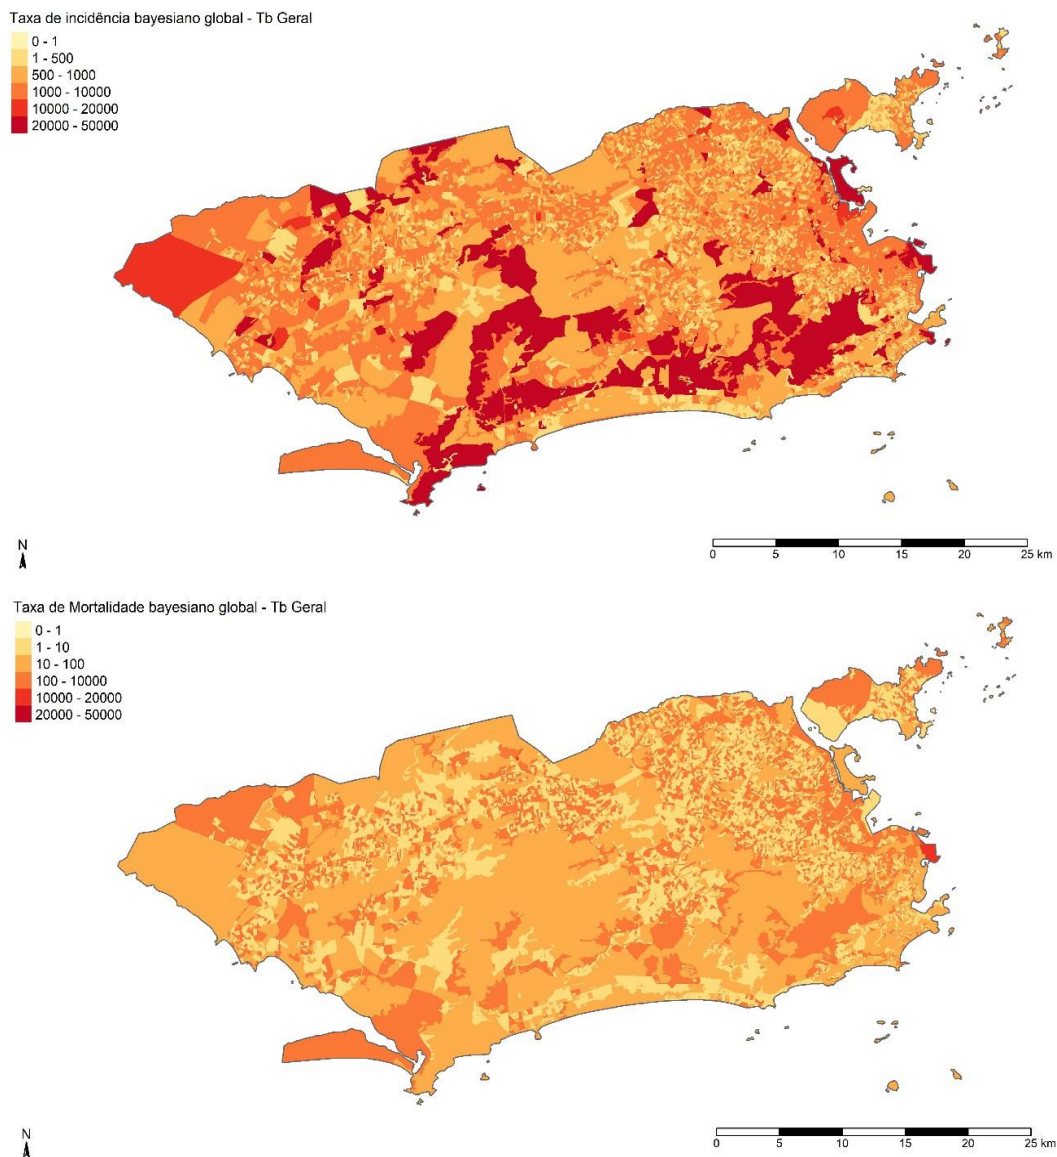 Taxa de incidência bayesiano global - Tb Geral
0 - 1
1 - 500
500 - 1000
1000 - 10000
10000 - 20000
20000 - 50000
N
0 5 10 15 20 25 km
Taxa de Mortalidade bayesiano global - Tb Geral
0 - 1
1 - 10
10 - 100
100 - 10000
10000 - 20000
20000 - 50000
N
0 5 10 15 20 25 km